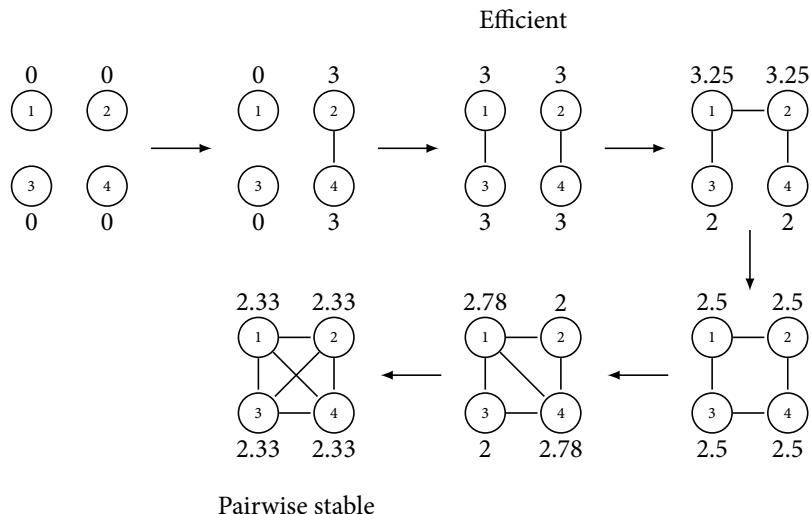 Efficient
0 0 0 3 3 3 3.25 3.25
1 2 1 2 1 2 1 2
3 4 3 4 3 4 3 4
0 0 0 3 3 3 2 2
2.33 2.33 2.78 2 2.5 2.5
1 2 1 2 1 2
3 4 3 4 3 4
2.33 2.33 2 2.78 2.5 2.5
Pairwise stable